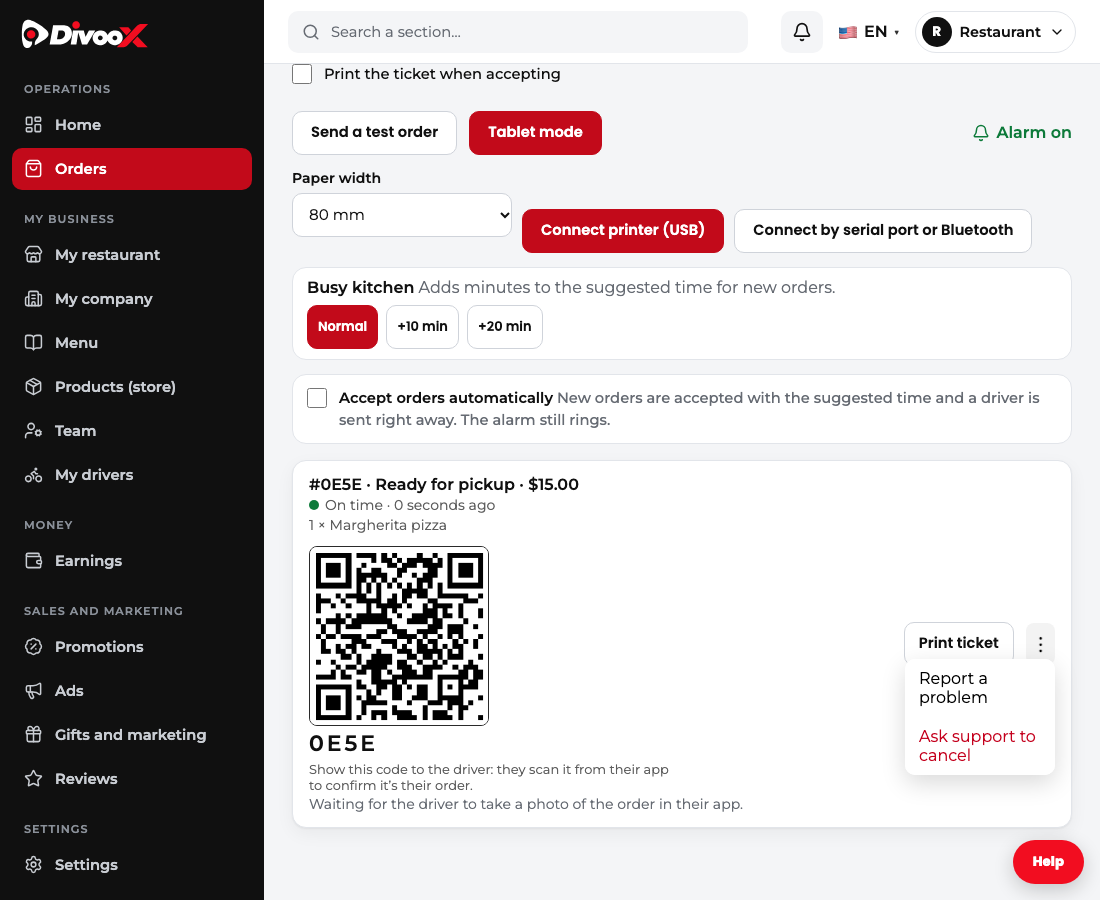 DivooX
Search a section...
EN
R
Restaurant
OPERATIONS
Home
Orders
MY BUSINESS
My restaurant
My company
Menu
Products (store)
Team
My drivers
MONEY
Earnings
SALES AND MARKETING
Promotions
Ads
Gifts and marketing
Reviews
SETTINGS
Settings
Print the ticket when accepting
Send a test order
Tablet mode
Alarm on
Paper width
80 mm
Connect printer (USB)
Connect by serial port or Bluetooth
Busy kitchen Adds minutes to the suggested time for new orders.
Normal
+10 min
+20 min
Accept orders automatically New orders are accepted with the suggested time and a driver is
sent right away. The alarm still rings.
#0E5E · Ready for pickup · $15.00
On time · 0 seconds ago
1 × Margherita pizza
0E5E
Show this code to the driver: they scan it from their app
to confirm it’s their order.
Waiting for the driver to take a photo of the order in their app.
Print ticket
Report a
problem
Ask support to
cancel
Help